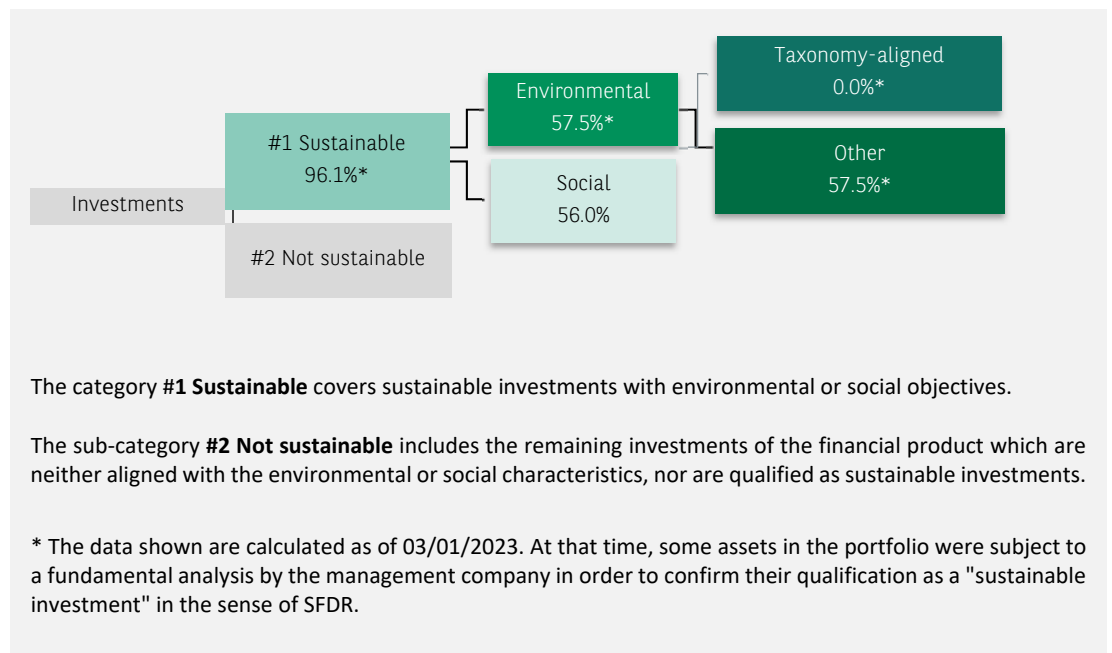 Taxonomy-aligned
0.0%*
Environmental
57.5%*
#1 Sustainable
96.1%*
Other
57.5%*
Social
56.0%
Investments
#2 Not sustainable
The category #1 Sustainable covers sustainable investments with environmental or social objectives.
The sub-category #2 Not sustainable includes the remaining investments of the financial product which are
neither aligned with the environmental or social characteristics, nor are qualified as sustainable investments.
* The data shown are calculated as of 03/01/2023. At that time, some assets in the portfolio were subject to
a fundamental analysis by the management company in order to confirm their qualification as a "sustainable
investment" in the sense of SFDR.